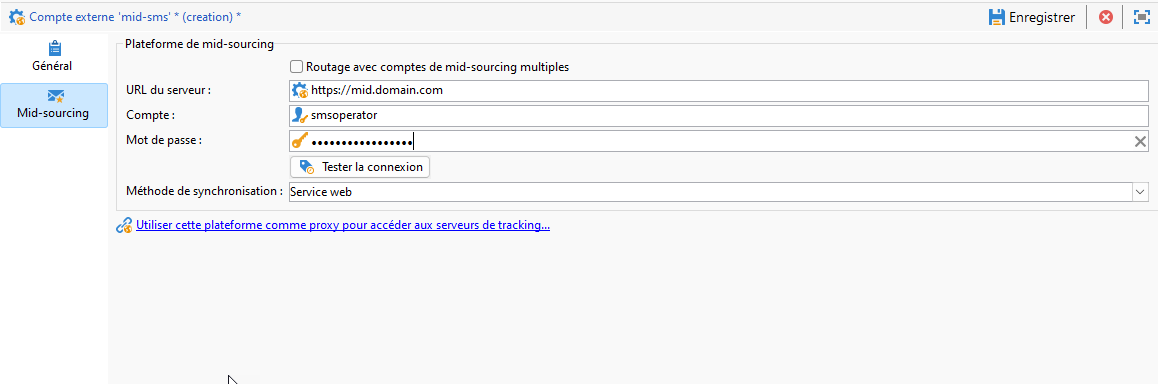 Compte externe 'mid-sms' * (creation) *
Enregistrer
Général
Mid-sourcing
Plateforme de mid-sourcing
Routage avec comptes de mid-sourcing multiples
URL du serveur : https://mid.domain.com
Compte : smsoperator
Mot de passe : •••••••••••••••••
Tester la connexion
Méthode de synchronisation : Service web
Utiliser cette plateforme comme proxy pour accéder aux serveurs de tracking...